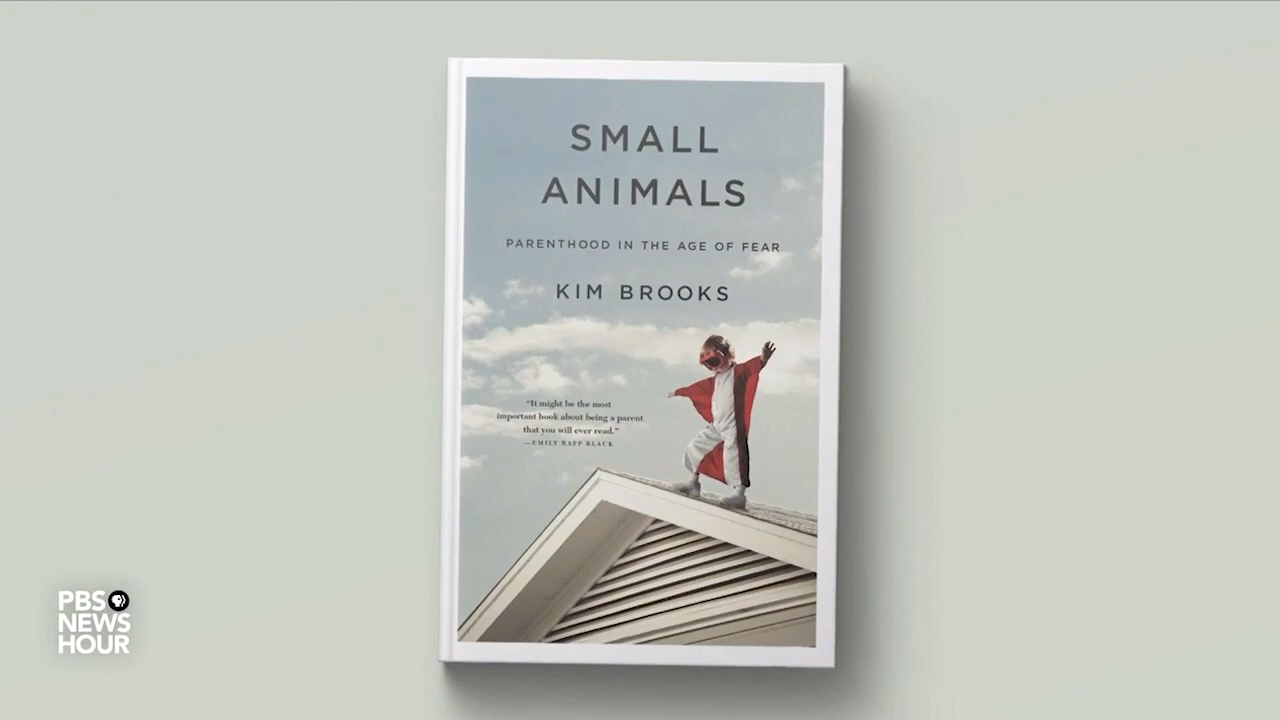 SMALL
ANIMALS
PARENTHOOD IN THE AGE OF FEAR
KIM BROOKS
“It might be the most
important book about being a parent
that you will ever read.”
—EMILY RAPP BLACK
PBS
NEWS
HOUR